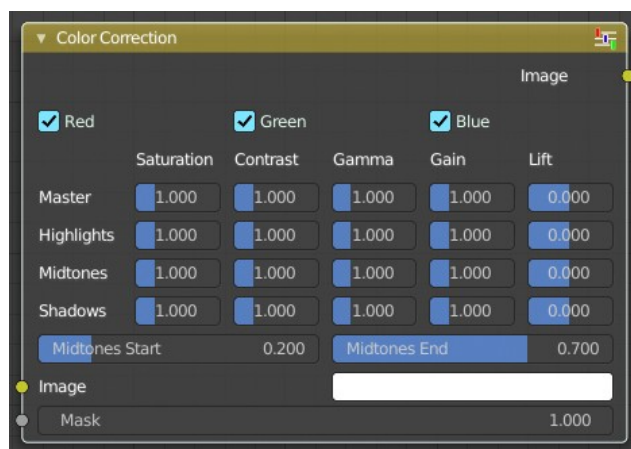 Color Correction
Image
Red Green Blue
Saturation Contrast Gamma Gain Lift
Master 1.000 1.000 1.000 1.000 0.000
Highlights 1.000 1.000 1.000 1.000 0.000
Midtones 1.000 1.000 1.000 1.000 0.000
Shadows 1.000 1.000 1.000 1.000 0.000
Midtones Start 0.200 Midtones End 0.700
Image
Mask 1.000